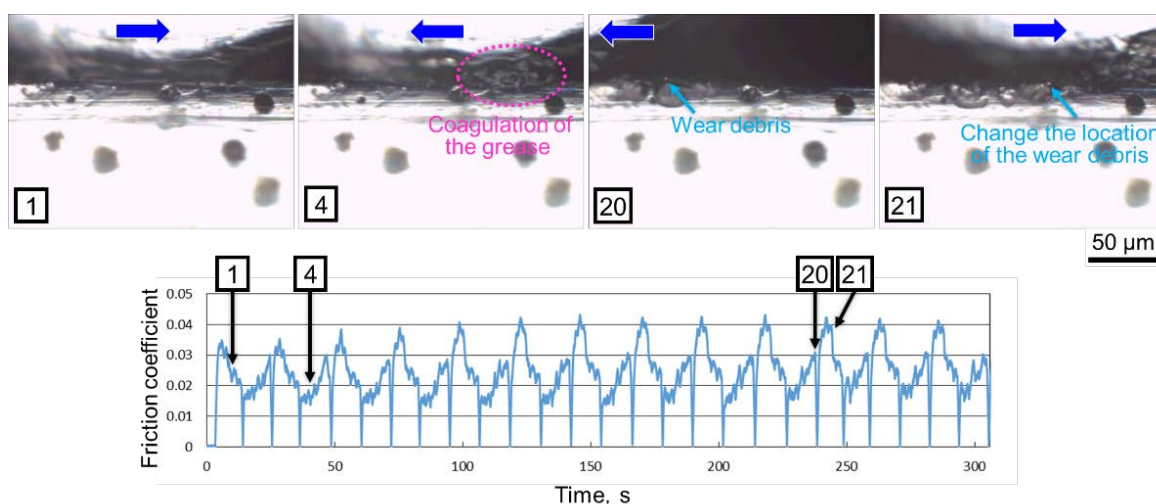 Coagulation of
the grease
Wear debris
Change the location
of the wear debris
1
4
20
21
50 µm
1
4
20
21
0.05
0.04
0.03
0.02
0.01
0
Friction coefficient
0
50
100
150
200
250
300
Time, s